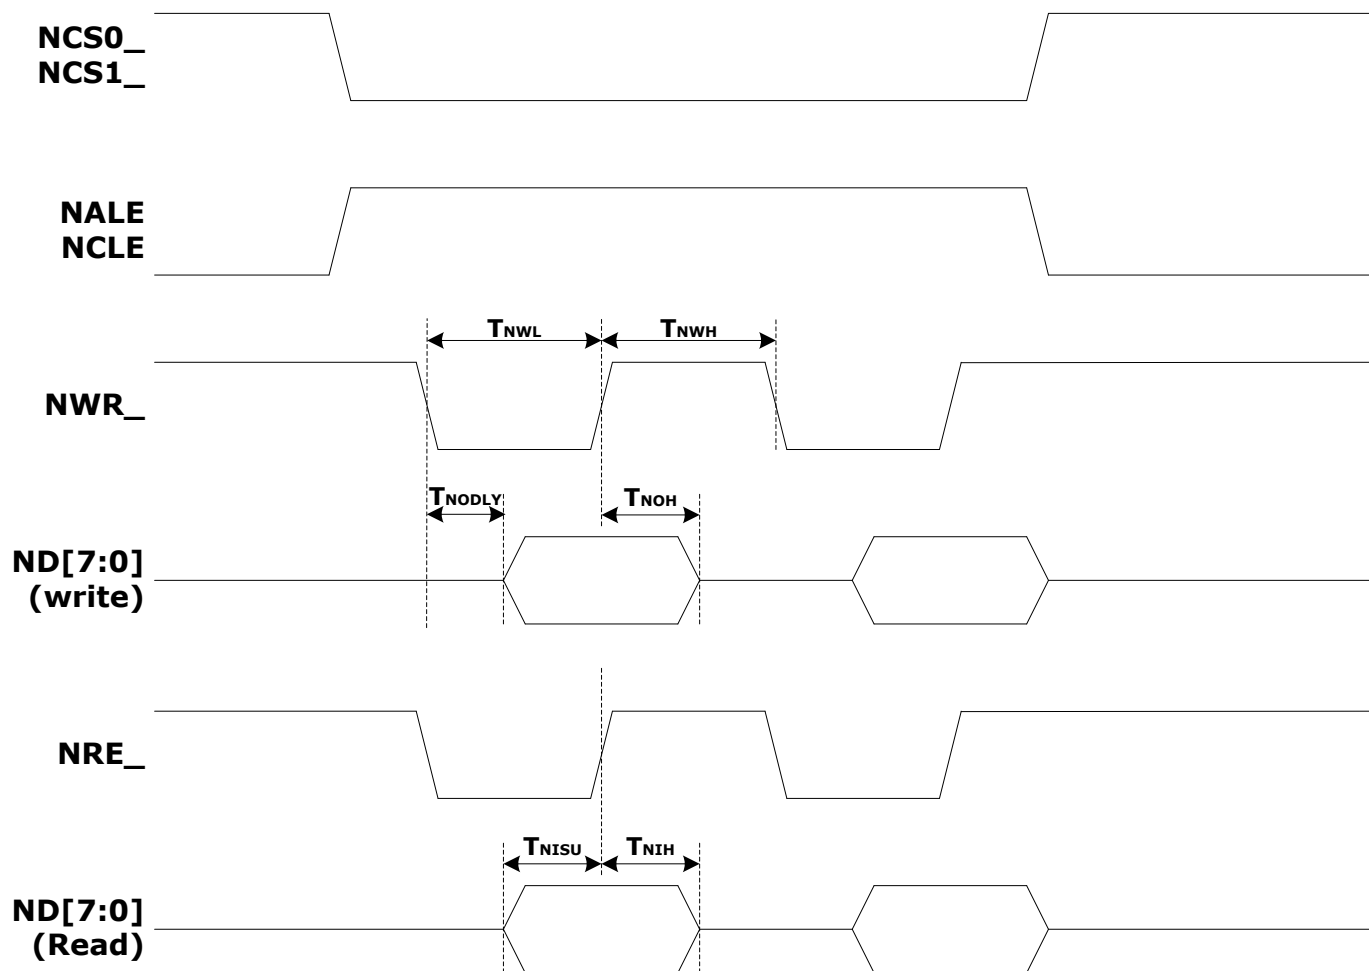 NCS0_
NCS1_
NALE
NCLE
TNWL TNWH
NWR_
TNODLY TNOH
ND[7:0]
(write)
NRE_
TNISU TNIH
ND[7:0]
(Read)